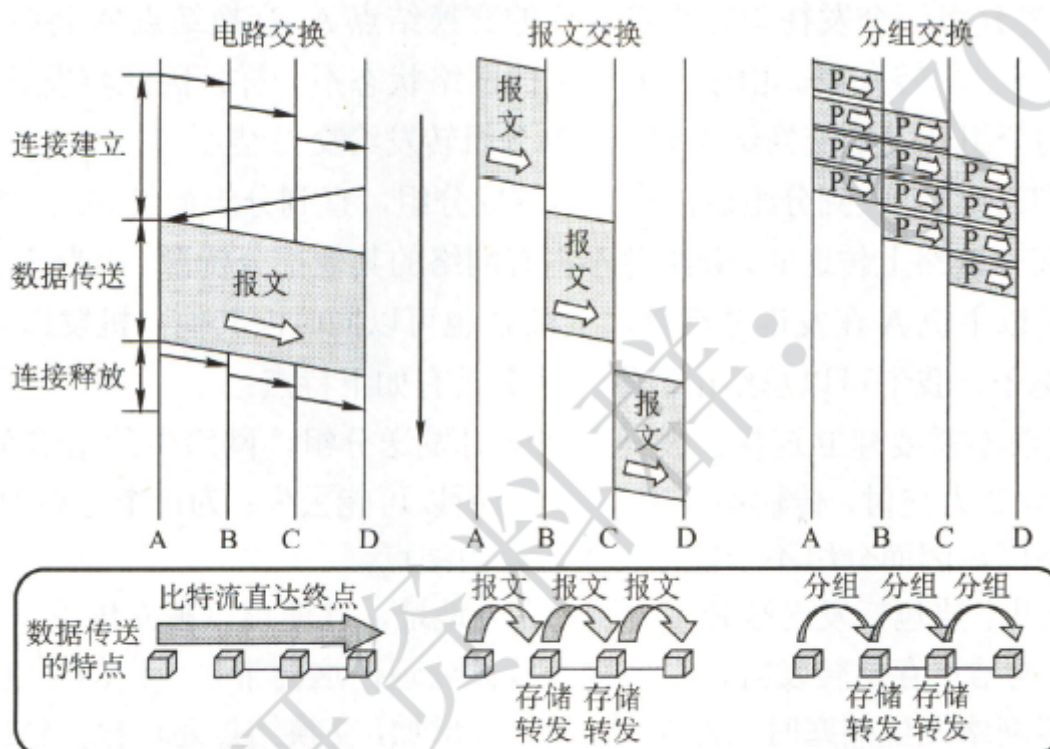 电路交换
报文交换
分组交换
连接建立
数据传送
连接释放
报文
报
文
报
文
报
文
P
P
P
P
P
P
P
P
P
P
P
P
A B C D
A B C D
A B C D
数据传送
的特点
比特流直达终点
报文 报文 报文
存储 存储
转发 转发
分组 分组 分组
存储 存储
转发 转发
资料群: